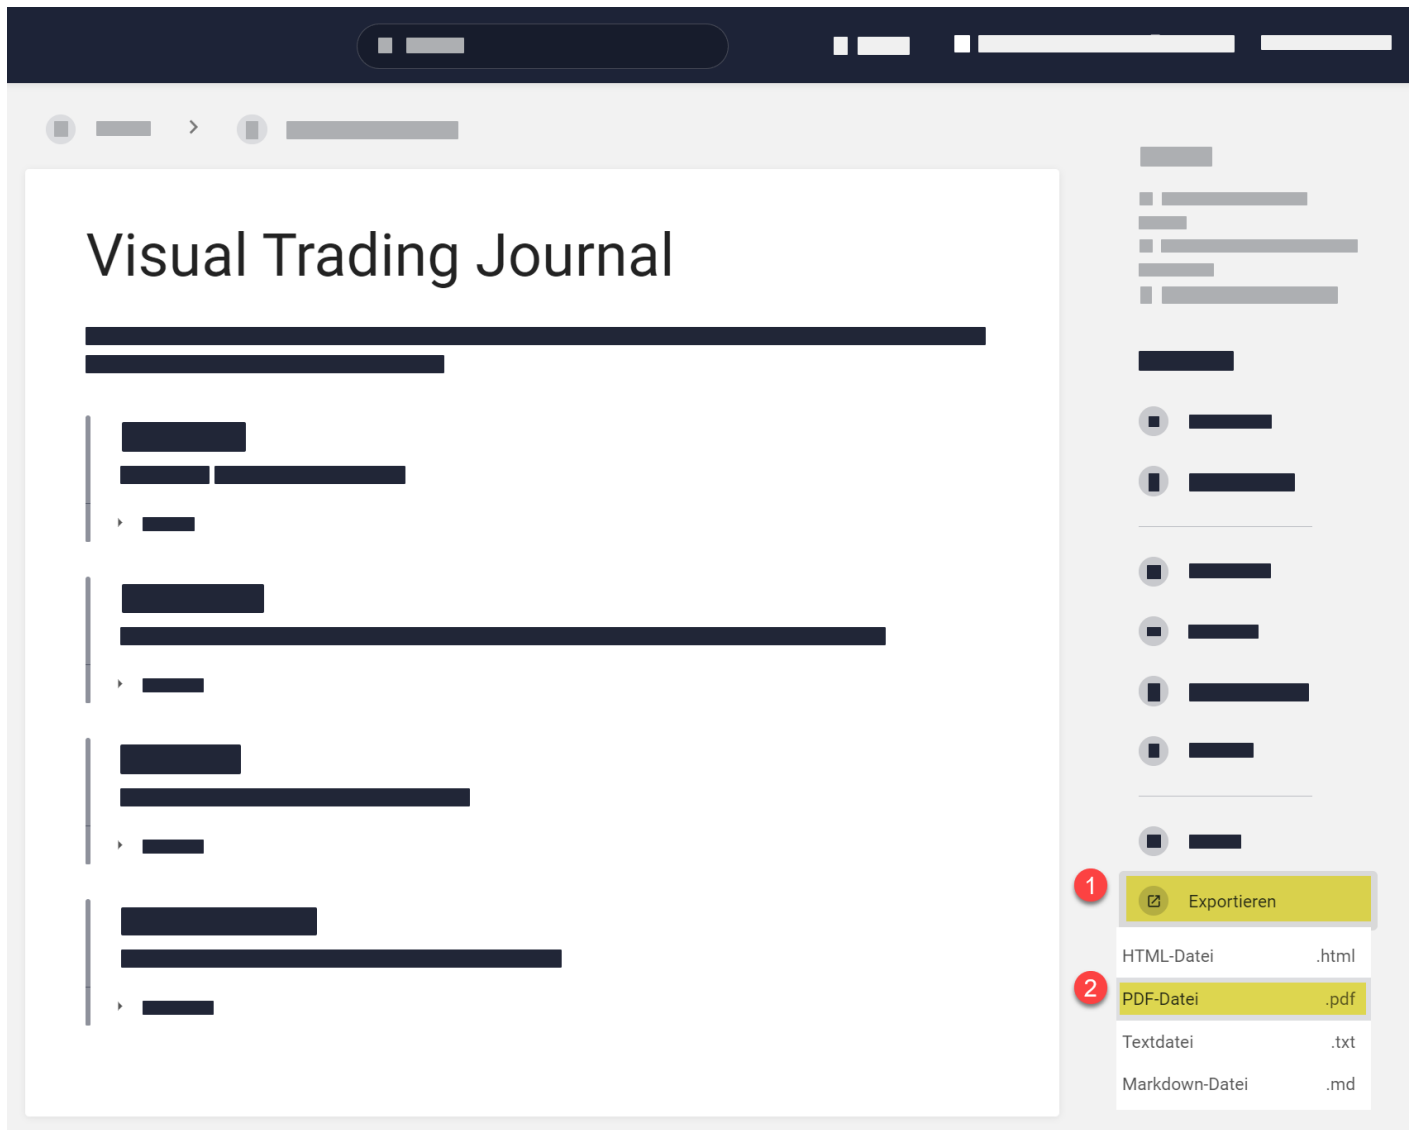 Visual Trading Journal
1
Exportieren
HTML-Datei .html
2
PDF-Datei .pdf
Textdatei .txt
Markdown-Datei .md